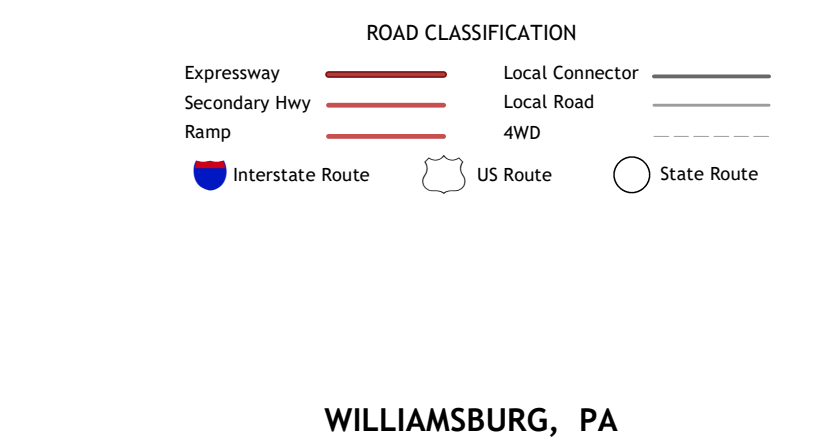 ROAD CLASSIFICATION
Expressway
Secondary Hwy
Ramp
Local Connector
Local Road
4WD
Interstate Route
US Route
State Route
WILLIAMSBURG, PA